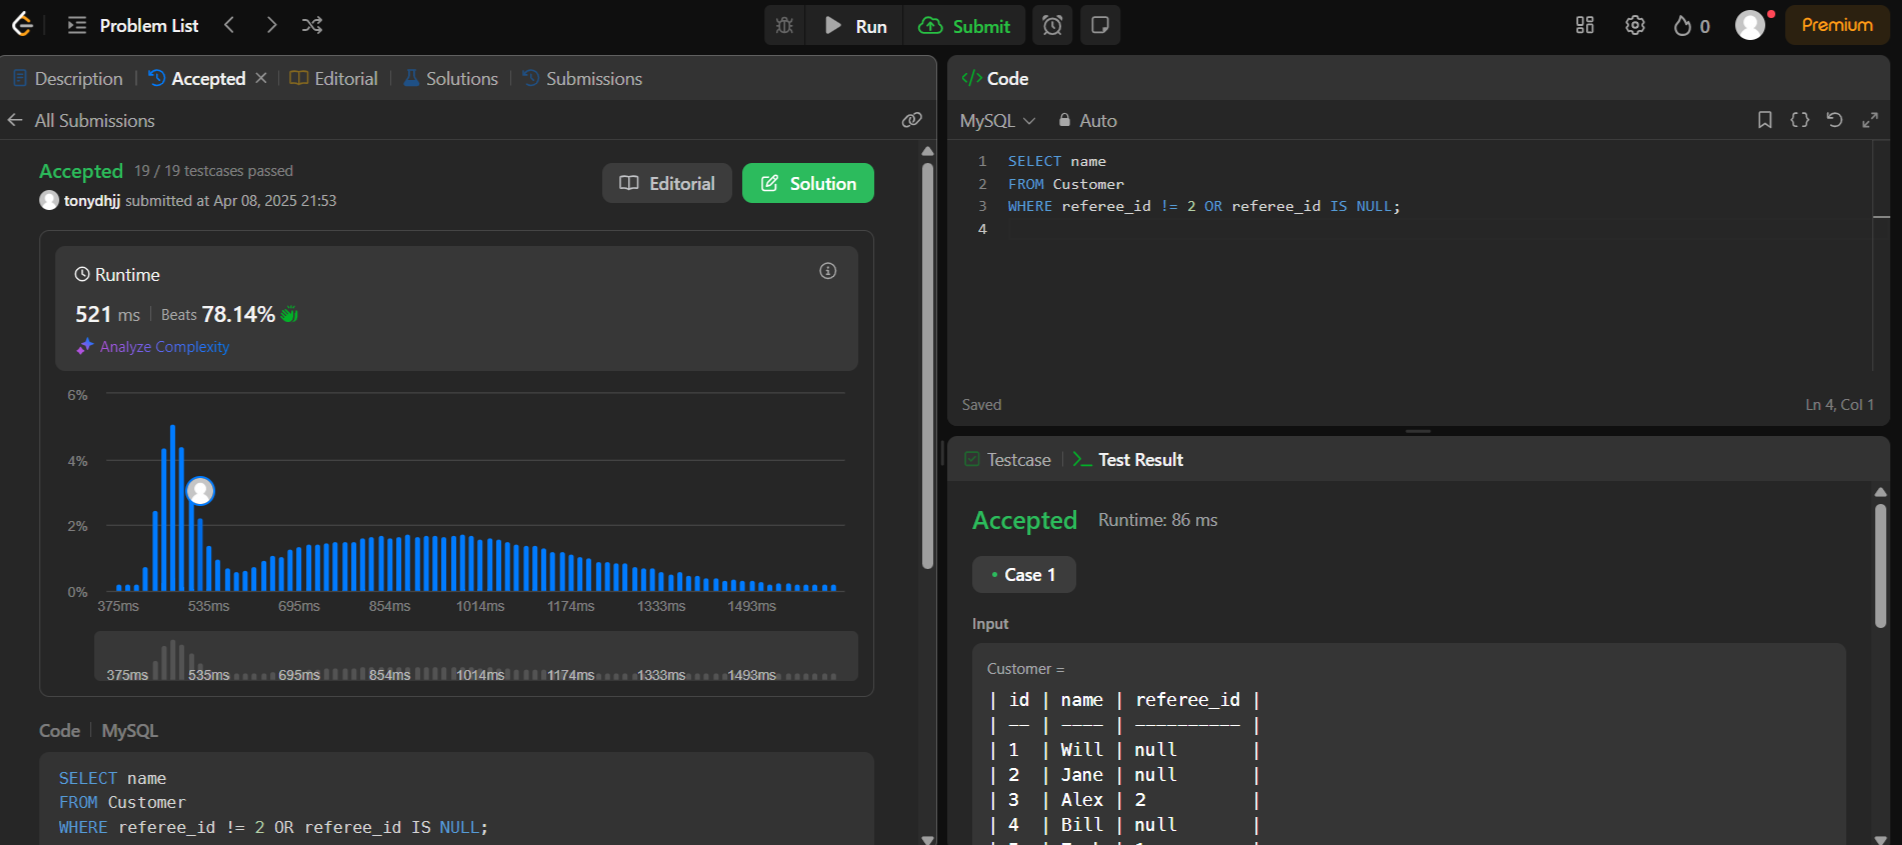 Problem List
Run
Submit
0
Premium
Description
Accepted
Editorial
Solutions
Submissions
All Submissions
Accepted 19 / 19 testcases passed
tonydhjj submitted at Apr 08, 2025 21:53
Editorial
Solution
Runtime
521 ms | Beats 78.14%
Analyze Complexity
6%
4%
2%
0%
375ms 535ms 695ms 854ms 1014ms 1174ms 1333ms 1493ms
375ms 535ms 695ms 854ms 1014ms 1174ms 1333ms 1493ms
Code | MySQL
SELECT name
FROM Customer
WHERE referee_id != 2 OR referee_id IS NULL;
</> Code
MySQL
Auto
1 SELECT name
2 FROM Customer
3 WHERE referee_id != 2 OR referee_id IS NULL;
4
Saved
Ln 4, Col 1
Testcase
>_ Test Result
Accepted Runtime: 86 ms
• Case 1
Input
Customer =
| id | name | referee_id |
| -- | ---- | ---------- |
| 1 | Will | null |
| 2 | Jane | null |
| 3 | Alex | 2 |
| 4 | Bill | null |